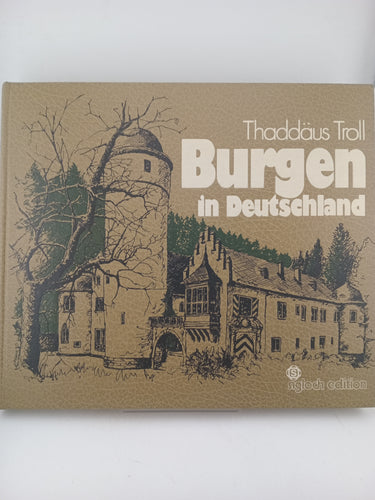 Thaddäus Troll
Burgen
in Deutschland
S
sigloch edition